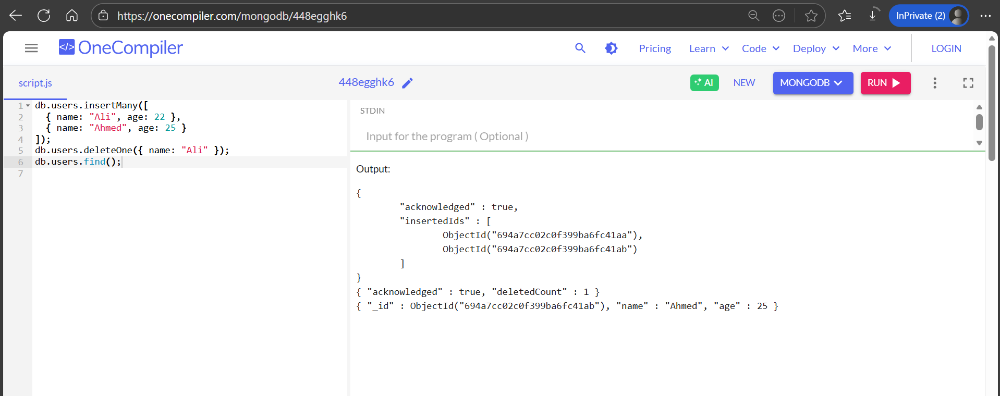 https://onecompiler.com/mongodb/448egghk6
InPrivate (2)
</> OneCompiler
Pricing Learn Code Deploy More LOGIN
script.js
448egghk6
AI NEW MONGODB RUN
1 db.users.insertMany([
2   { name: "Ali", age: 22 },
3   { name: "Ahmed", age: 25 }
4 ]);
5 db.users.deleteOne({ name: "Ali" });
6 db.users.find();
7
STDIN
Input for the program ( Optional )
Output:
{
        "acknowledged" : true,
        "insertedIds" : [
                ObjectId("694a7cc02c0f399ba6fc41aa"),
                ObjectId("694a7cc02c0f399ba6fc41ab")
        ]
}
{ "acknowledged" : true, "deletedCount" : 1 }
{ "_id" : ObjectId("694a7cc02c0f399ba6fc41ab"), "name" : "Ahmed", "age" : 25 }